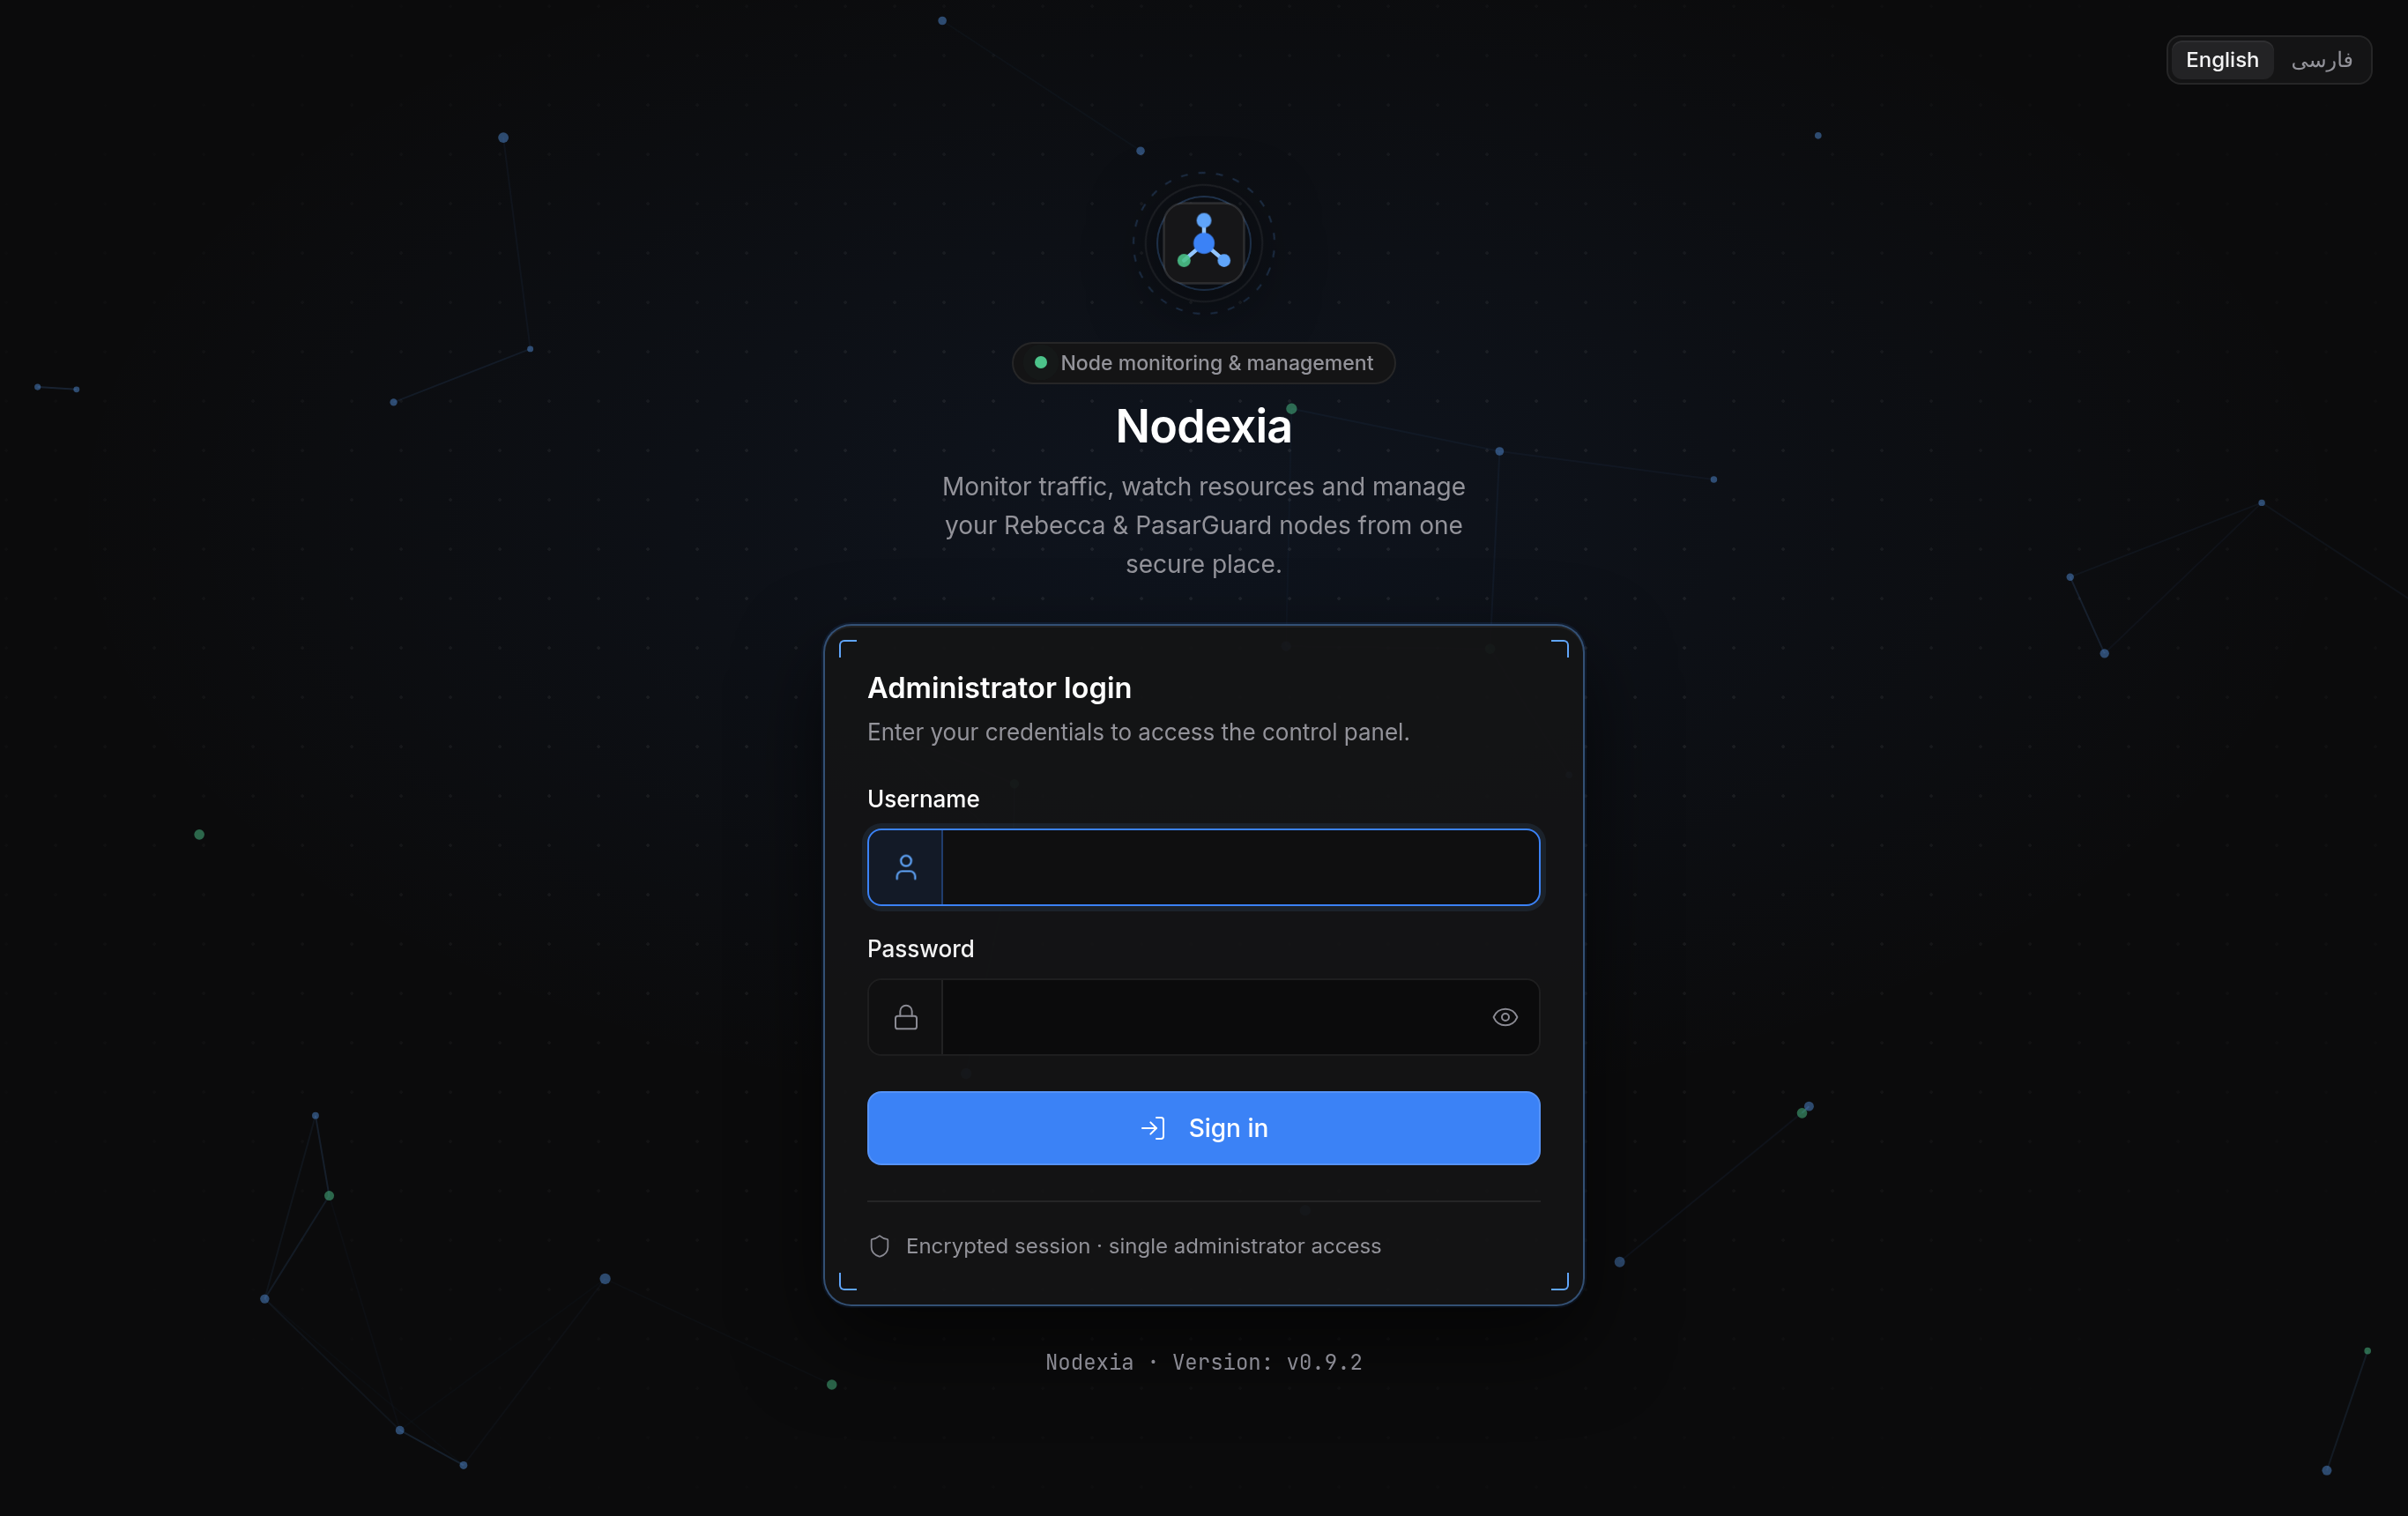 English فارسی
Node monitoring & management
Nodexia
Monitor traffic, watch resources and manage
your Rebecca & PasarGuard nodes from one
secure place.
Administrator login
Enter your credentials to access the control panel.
Username
Password
Sign in
Encrypted session · single administrator access
Nodexia · Version: v0.9.2